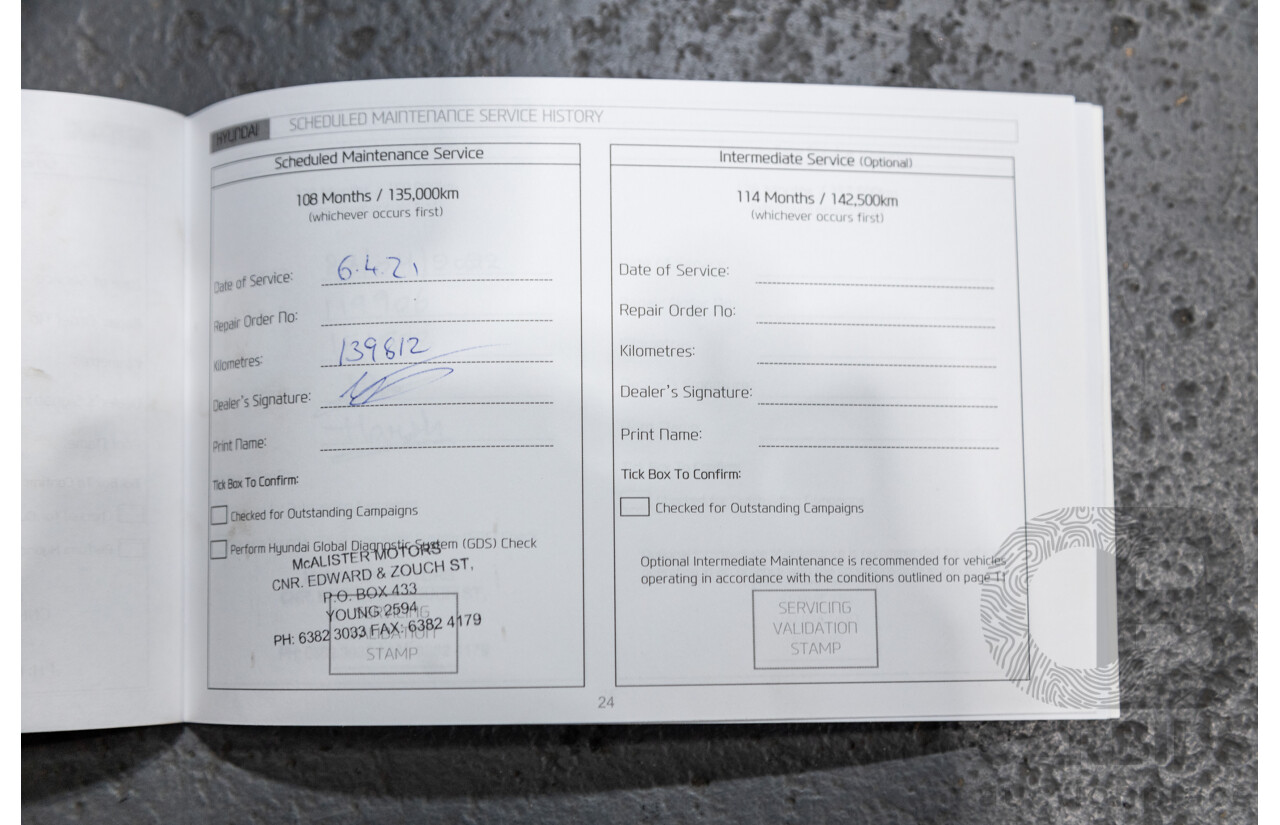 HYUNDAI
SCHEDULED MAINTENANCE SERVICE HISTORY
Scheduled Maintenance Service
108 Months / 135,000km
(whichever occurs first)
Date of Service: 6.4.21
Repair Order No:
Kilometres: 139812
Dealer's Signature:
Print Name:
Tick Box To Confirm:
Checked for Outstanding Campaigns
Perform Hyundai Global Diagnostic System (GDS) Check
McALISTER MOTORS
CNR. EDWARD & ZOUCH ST,
P.O. BOX 433
YOUNG 2594
PH: 6382 3033 FAX: 6382 4179
SERVICING
VALIDATION
STAMP
Intermediate Service (Optional)
114 Months / 142,500km
(whichever occurs first)
Date of Service:
Repair Order No:
Kilometres:
Dealer's Signature:
Print Name:
Tick Box To Confirm:
Checked for Outstanding Campaigns
Optional Intermediate Maintenance is recommended for vehicles
operating in accordance with the conditions outlined on page 11
SERVICING
VALIDATION
STAMP
24